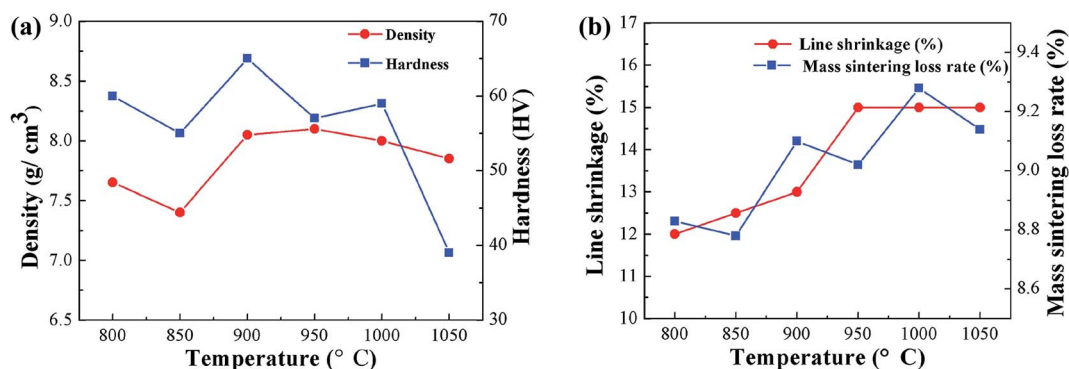 (a)
9.0
8.5
8.0
7.5
7.0
6.5
Density (g/ cm³)
Density
Hardness
70
60
50
40
30
Hardness (HV)
800 850 900 950 1000 1050
Temperature (° C)
(b)
17
16
15
14
13
12
11
10
Line shrinkage (%)
Line shrinkage (%)
Mass sintering loss rate (%)
9.4
9.2
9.0
8.8
8.6
Mass sintering loss rate (%)
800 850 900 950 1000 1050
Temperature (° C)